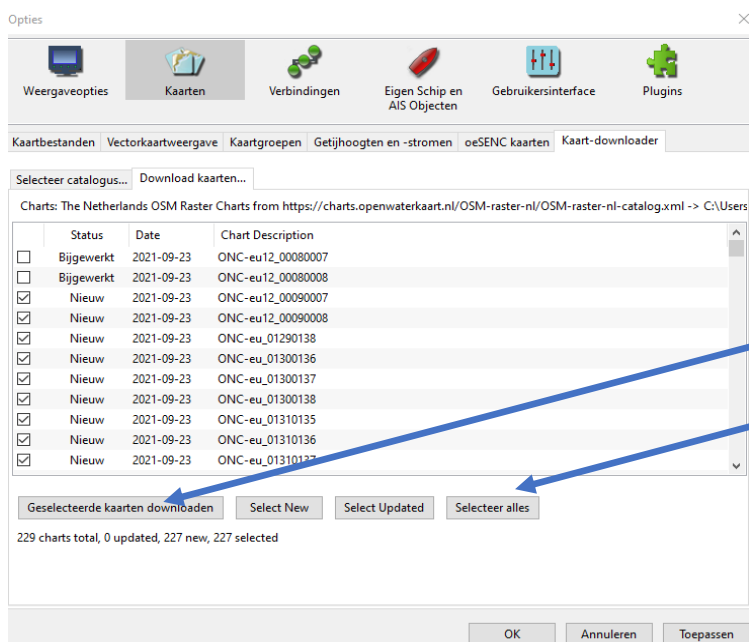 Opties
Weergaveopties
Kaarten
Verbindingen
Eigen Schip en
AIS Objecten
Gebruikersinterface
Plugins
Kaartbestanden Vectorkaartweergave Kaartgroepen Getijhoogten en -stromen oeSENC kaarten Kaart-downloader
Selecteer catalogus... Download kaarten...
Charts: The Netherlands OSM Raster Charts from https://charts.openwaterkaart.nl/OSM-raster-nl/OSM-raster-nl-catalog.xml -> C:\Users
Status Date Chart Description
Bijgewerkt 2021-09-23 ONC-eu12_00080007
Bijgewerkt 2021-09-23 ONC-eu12_00080008
Nieuw 2021-09-23 ONC-eu12_00090007
Nieuw 2021-09-23 ONC-eu12_00090008
Nieuw 2021-09-23 ONC-eu_01290138
Nieuw 2021-09-23 ONC-eu_01300136
Nieuw 2021-09-23 ONC-eu_01300137
Nieuw 2021-09-23 ONC-eu_01300138
Nieuw 2021-09-23 ONC-eu_01310135
Nieuw 2021-09-23 ONC-eu_01310136
Nieuw 2021-09-23 ONC-eu_01310137
Geselecteerde kaarten downloaden Select New Select Updated Selecteer alles
229 charts total, 0 updated, 227 new, 227 selected
OK Annuleren Toepassen